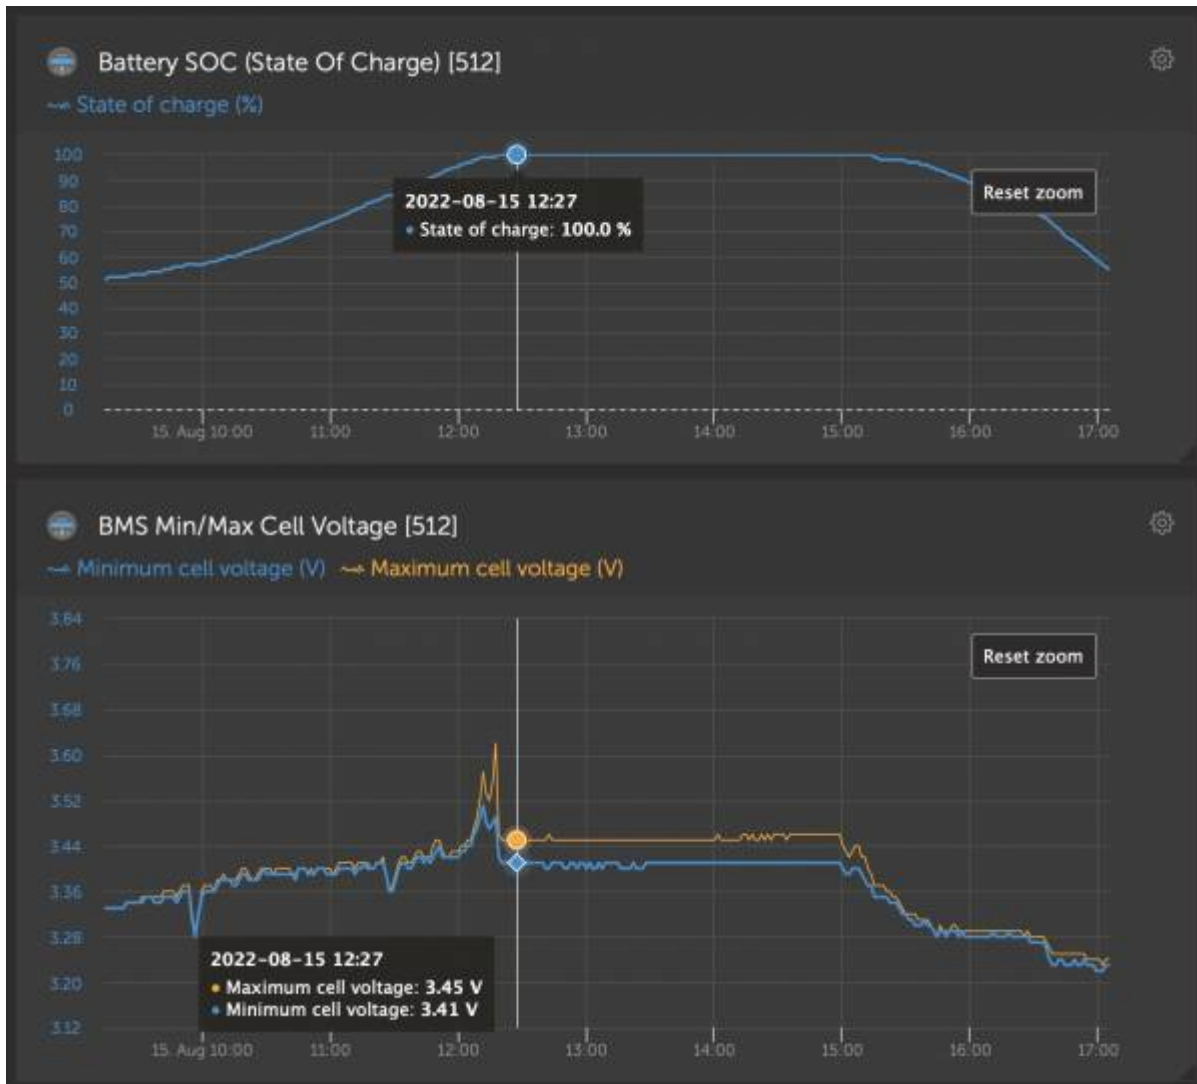 Battery SOC (State Of Charge) [512]
State of charge (%)
100
90
80
70
60
50
40
30
20
10
0
Reset zoom
2022-08-15 12:27
• State of charge: 100.0 %
15. Aug 10:00 11:00 12:00 13:00 14:00 15:00 16:00 17:00
BMS Min/Max Cell Voltage [512]
Minimum cell voltage (V) Maximum cell voltage (V)
3.84
3.76
3.68
3.60
3.52
3.44
3.36
3.28
3.20
3.12
Reset zoom
2022-08-15 12:27
• Maximum cell voltage: 3.45 V
• Minimum cell voltage: 3.41 V
15. Aug 10:00 11:00 12:00 13:00 14:00 15:00 16:00 17:00